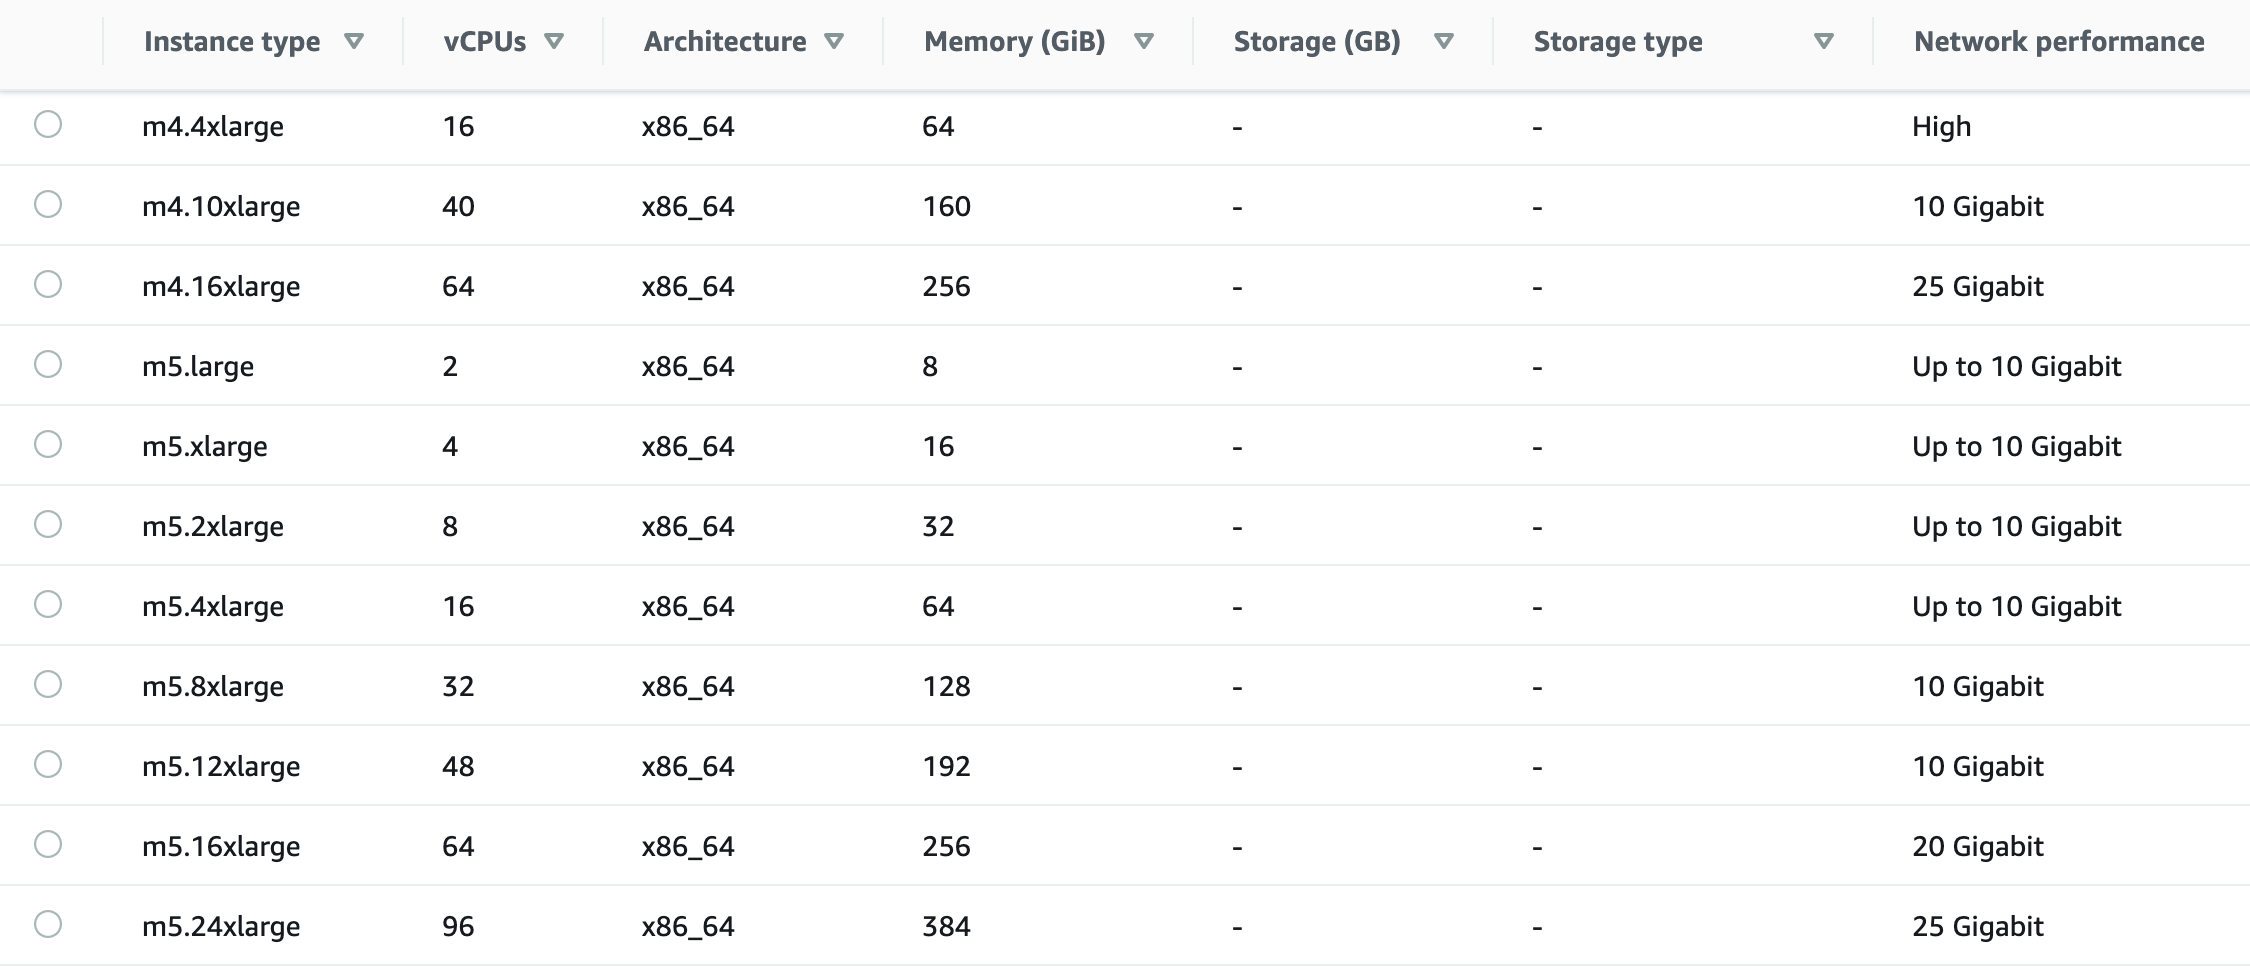 Instance type vCPUs Architecture Memory (GiB) Storage (GB) Storage type Network performance
m4.4xlarge 16 x86_64 64 - - High
m4.10xlarge 40 x86_64 160 - - 10 Gigabit
m4.16xlarge 64 x86_64 256 - - 25 Gigabit
m5.large 2 x86_64 8 - - Up to 10 Gigabit
m5.xlarge 4 x86_64 16 - - Up to 10 Gigabit
m5.2xlarge 8 x86_64 32 - - Up to 10 Gigabit
m5.4xlarge 16 x86_64 64 - - Up to 10 Gigabit
m5.8xlarge 32 x86_64 128 - - 10 Gigabit
m5.12xlarge 48 x86_64 192 - - 10 Gigabit
m5.16xlarge 64 x86_64 256 - - 20 Gigabit
m5.24xlarge 96 x86_64 384 - - 25 Gigabit